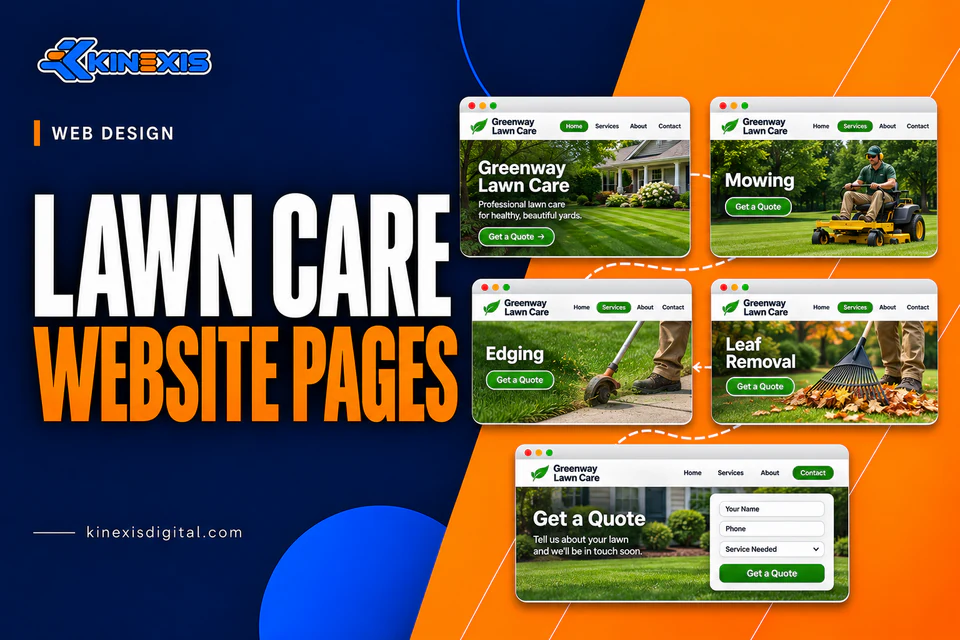 KINEXIS
WEB DESIGN
LAWN CARE
WEBSITE PAGES
kinexisdigital.com
Greenway
Lawn Care
Home Services About Contact
Greenway
Lawn Care
Professional lawn care
for healthy, beautiful yards.
Get a Quote →
Greenway
Lawn Care
Home Services About Contact
Mowing
Get a Quote
Greenway
Lawn Care
Home Services About Contact
Edging
Get a Quote
Greenway
Lawn Care
Home Services About Contact
Leaf
Removal
Get a Quote
Greenway
Lawn Care
Home Services About Contact
Get a Quote
Tell us about your lawn
and we'll be in touch soon.
Your Name
Phone
Service Needed
Get a Quote